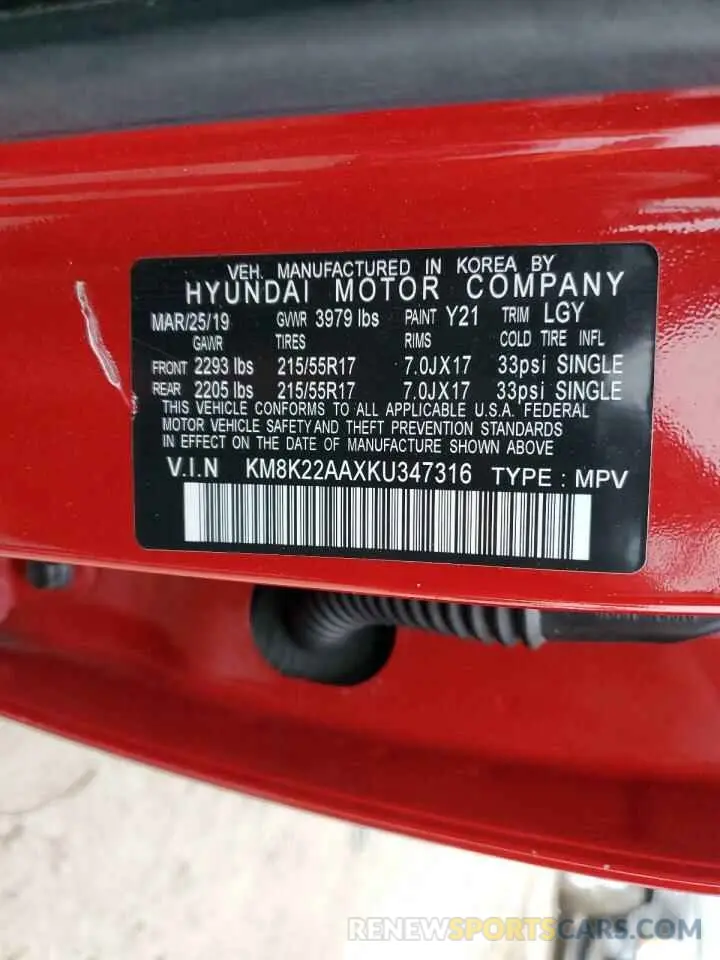 VEH. MANUFACTURED IN KOREA BY
HYUNDAI MOTOR COMPANY
MAR/25/19 GVWR 3979 lbs PAINT Y21 TRIM LGY
GAWR TIRES RIMS COLD TIRE INFL
FRONT 2293 lbs 215/55R17 7.0JX17 33psi SINGLE
REAR 2205 lbs 215/55R17 7.0JX17 33psi SINGLE
THIS VEHICLE CONFORMS TO ALL APPLICABLE U.S.A. FEDERAL
MOTOR VEHICLE SAFETY AND THEFT PREVENTION STANDARDS
IN EFFECT ON THE DATE OF MANUFACTURE SHOWN ABOVE
V.I.N KM8K22AAXKU347316 TYPE : MPV
RENEWSPORTSCARS.COM